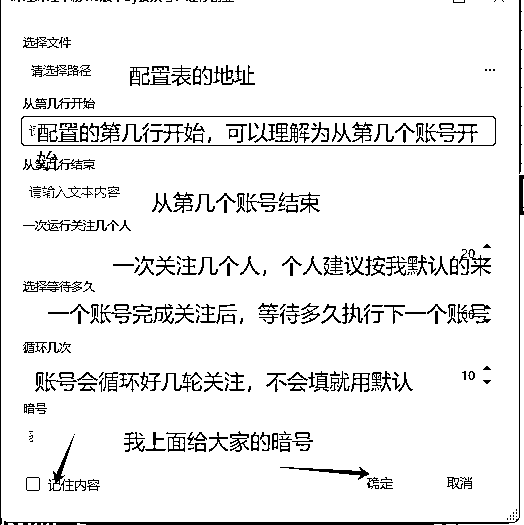 选择文件
请选择路径 配置表的地址 ...
从第几行开始
配置的第几行开始，可以理解为从第几个账号开
始
从第几行结束
请输入文本内容
从第几个账号结束
一次运行关注几个人
20
一次关注几个人，个人建议按我默认的来
选择等待多久
一个账号完成关注后，等待多久执行下一个账号
循环几次
账号会循环好几轮关注，不会填就用默认 10
暗号
我上面给大家的暗号
记住内容 确定 取消